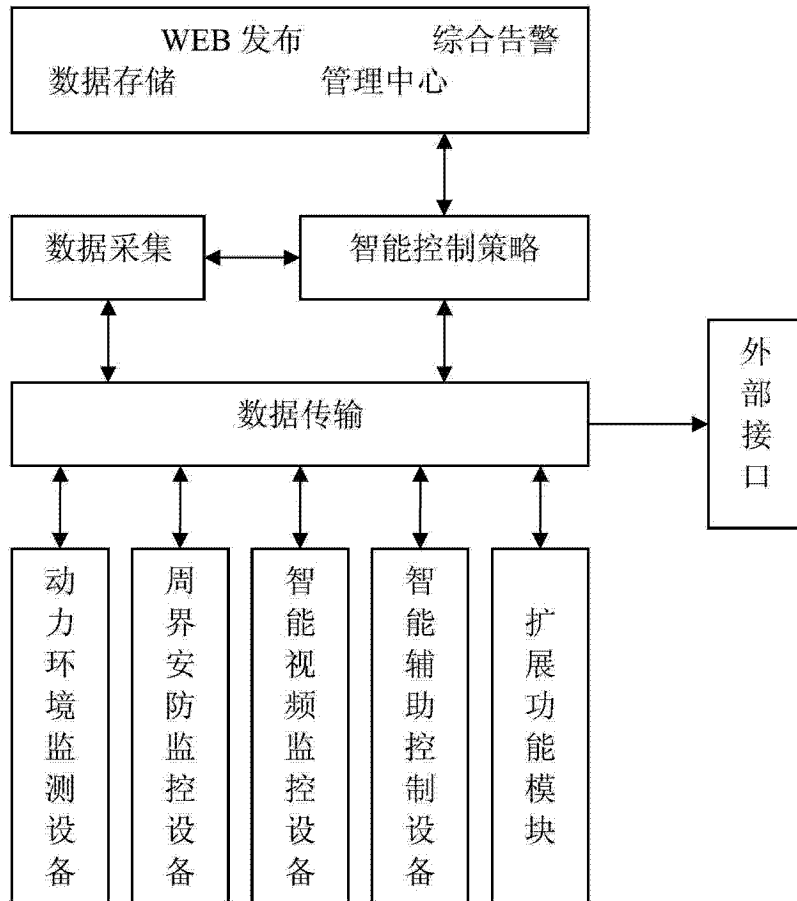 WEB 发布 综合告警
数据存储 管理中心
数据采集
智能控制策略
数据传输
外部接口
动力环境监测设备
周界安防监控设备
智能视频监控设备
智能辅助控制设备
扩展功能模块